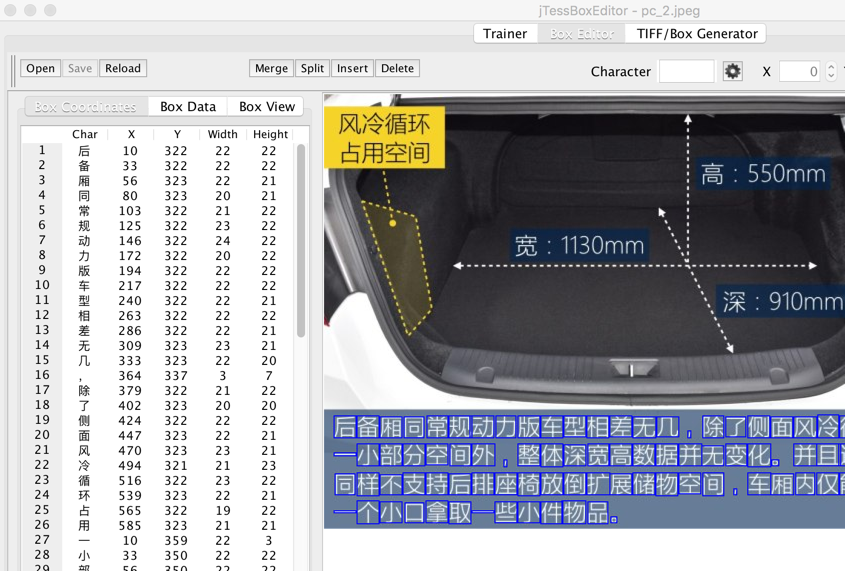 jTessBoxEditor - pc_2.jpeg
Trainer Box Editor TIFF/Box Generator
Open Save Reload Merge Split Insert Delete Character X 0
Box Coordinates Box Data Box View
Char X Y Width Height
1 后 10 322 22 22
2 备 33 322 22 22
3 厢 56 323 22 21
4 同 80 323 20 21
5 常 103 322 21 22
6 规 125 322 23 22
7 动 146 322 24 22
8 力 172 322 20 22
9 版 194 322 22 22
10 车 217 322 22 22
11 型 240 322 22 21
12 相 263 322 22 22
13 差 286 322 22 21
14 无 309 323 23 21
15 几 333 323 22 20
16 , 364 337 3 7
17 除 379 322 21 22
18 了 402 323 20 20
19 侧 424 322 22 22
20 面 447 323 22 21
21 风 470 323 23 21
22 冷 494 321 21 23
23 循 516 322 23 22
24 环 539 323 22 21
25 占 565 322 19 22
26 用 585 323 21 21
27 一 10 359 22 3
28 小 33 350 22 22
29 部 56 350 22 22
风冷循环
占用空间
高：550mm
宽：1130mm
深：910mm
后备厢同常规动力版车型相差无几，除了侧面风冷
一小部分空间外，整体深宽高数据并无变化。并且
同样不支持后排座椅放倒扩展储物空间，车厢内仅
一个小口拿取一些小件物品。